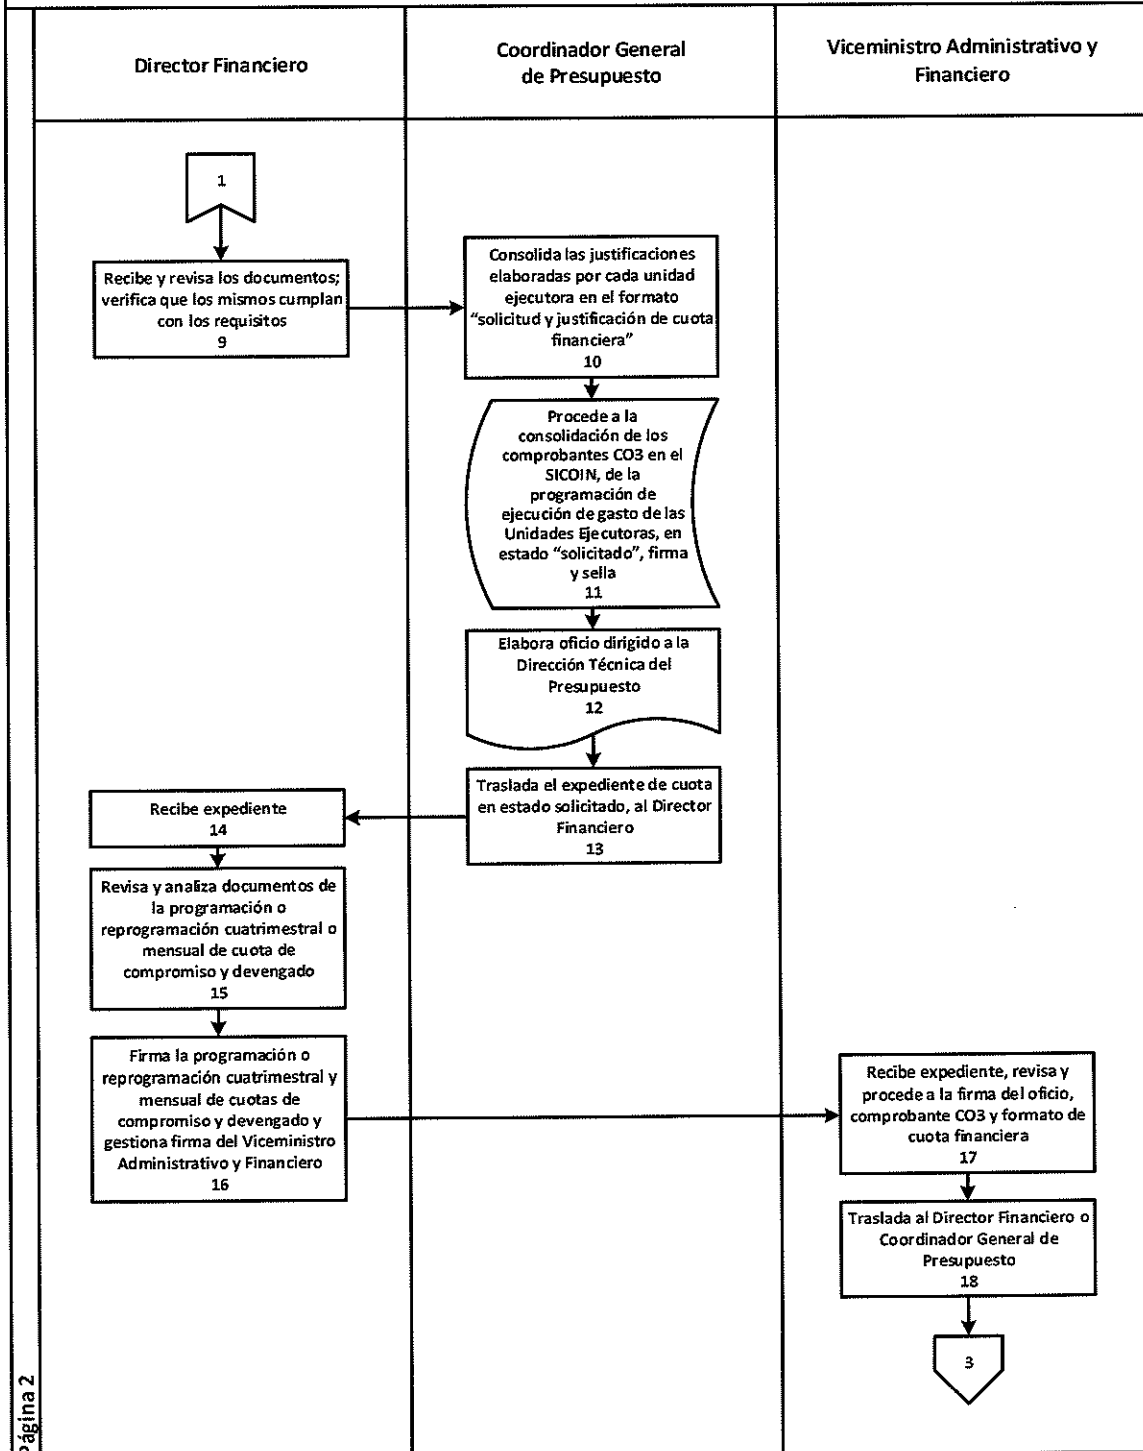 Director Financiero
Coordinador General
de Presupuesto
Viceministro Administrativo y
Financiero
1
Recibe y revisa los documentos;
verifica que los mismos cumplan
con los requisitos
9
Consolida las justificaciones
elaboradas por cada unidad
ejecutora en el formato
“solicitud y justificación de cuota
financiera”
10
Procede a la
consolidación de los
comprobantes CO3 en el
SICOIN, de la
programación de
ejecución de gasto de las
Unidades Ejecutoras, en
estado “solicitado”, firma
y sella
11
Elabora oficio dirigido a la
Dirección Técnica del
Presupuesto
12
Traslada el expediente de cuota
en estado solicitado, al Director
Financiero
13
Recibe expediente
14
Revisa y analiza documentos de
la programación o
reprogramación cuatrimestral o
mensual de cuota de
compromiso y devengado
15
Firma la programación o
reprogramación cuatrimestral y
mensual de cuotas de
compromiso y devengado y
gestiona firma del Viceministro
Administrativo y Financiero
16
Recibe expediente, revisa y
procede a la firma del oficio,
comprobante CO3 y formato de
cuota financiera
17
Traslada al Director Financiero o
Coordinador General de
Presupuesto
18
3
Página 2